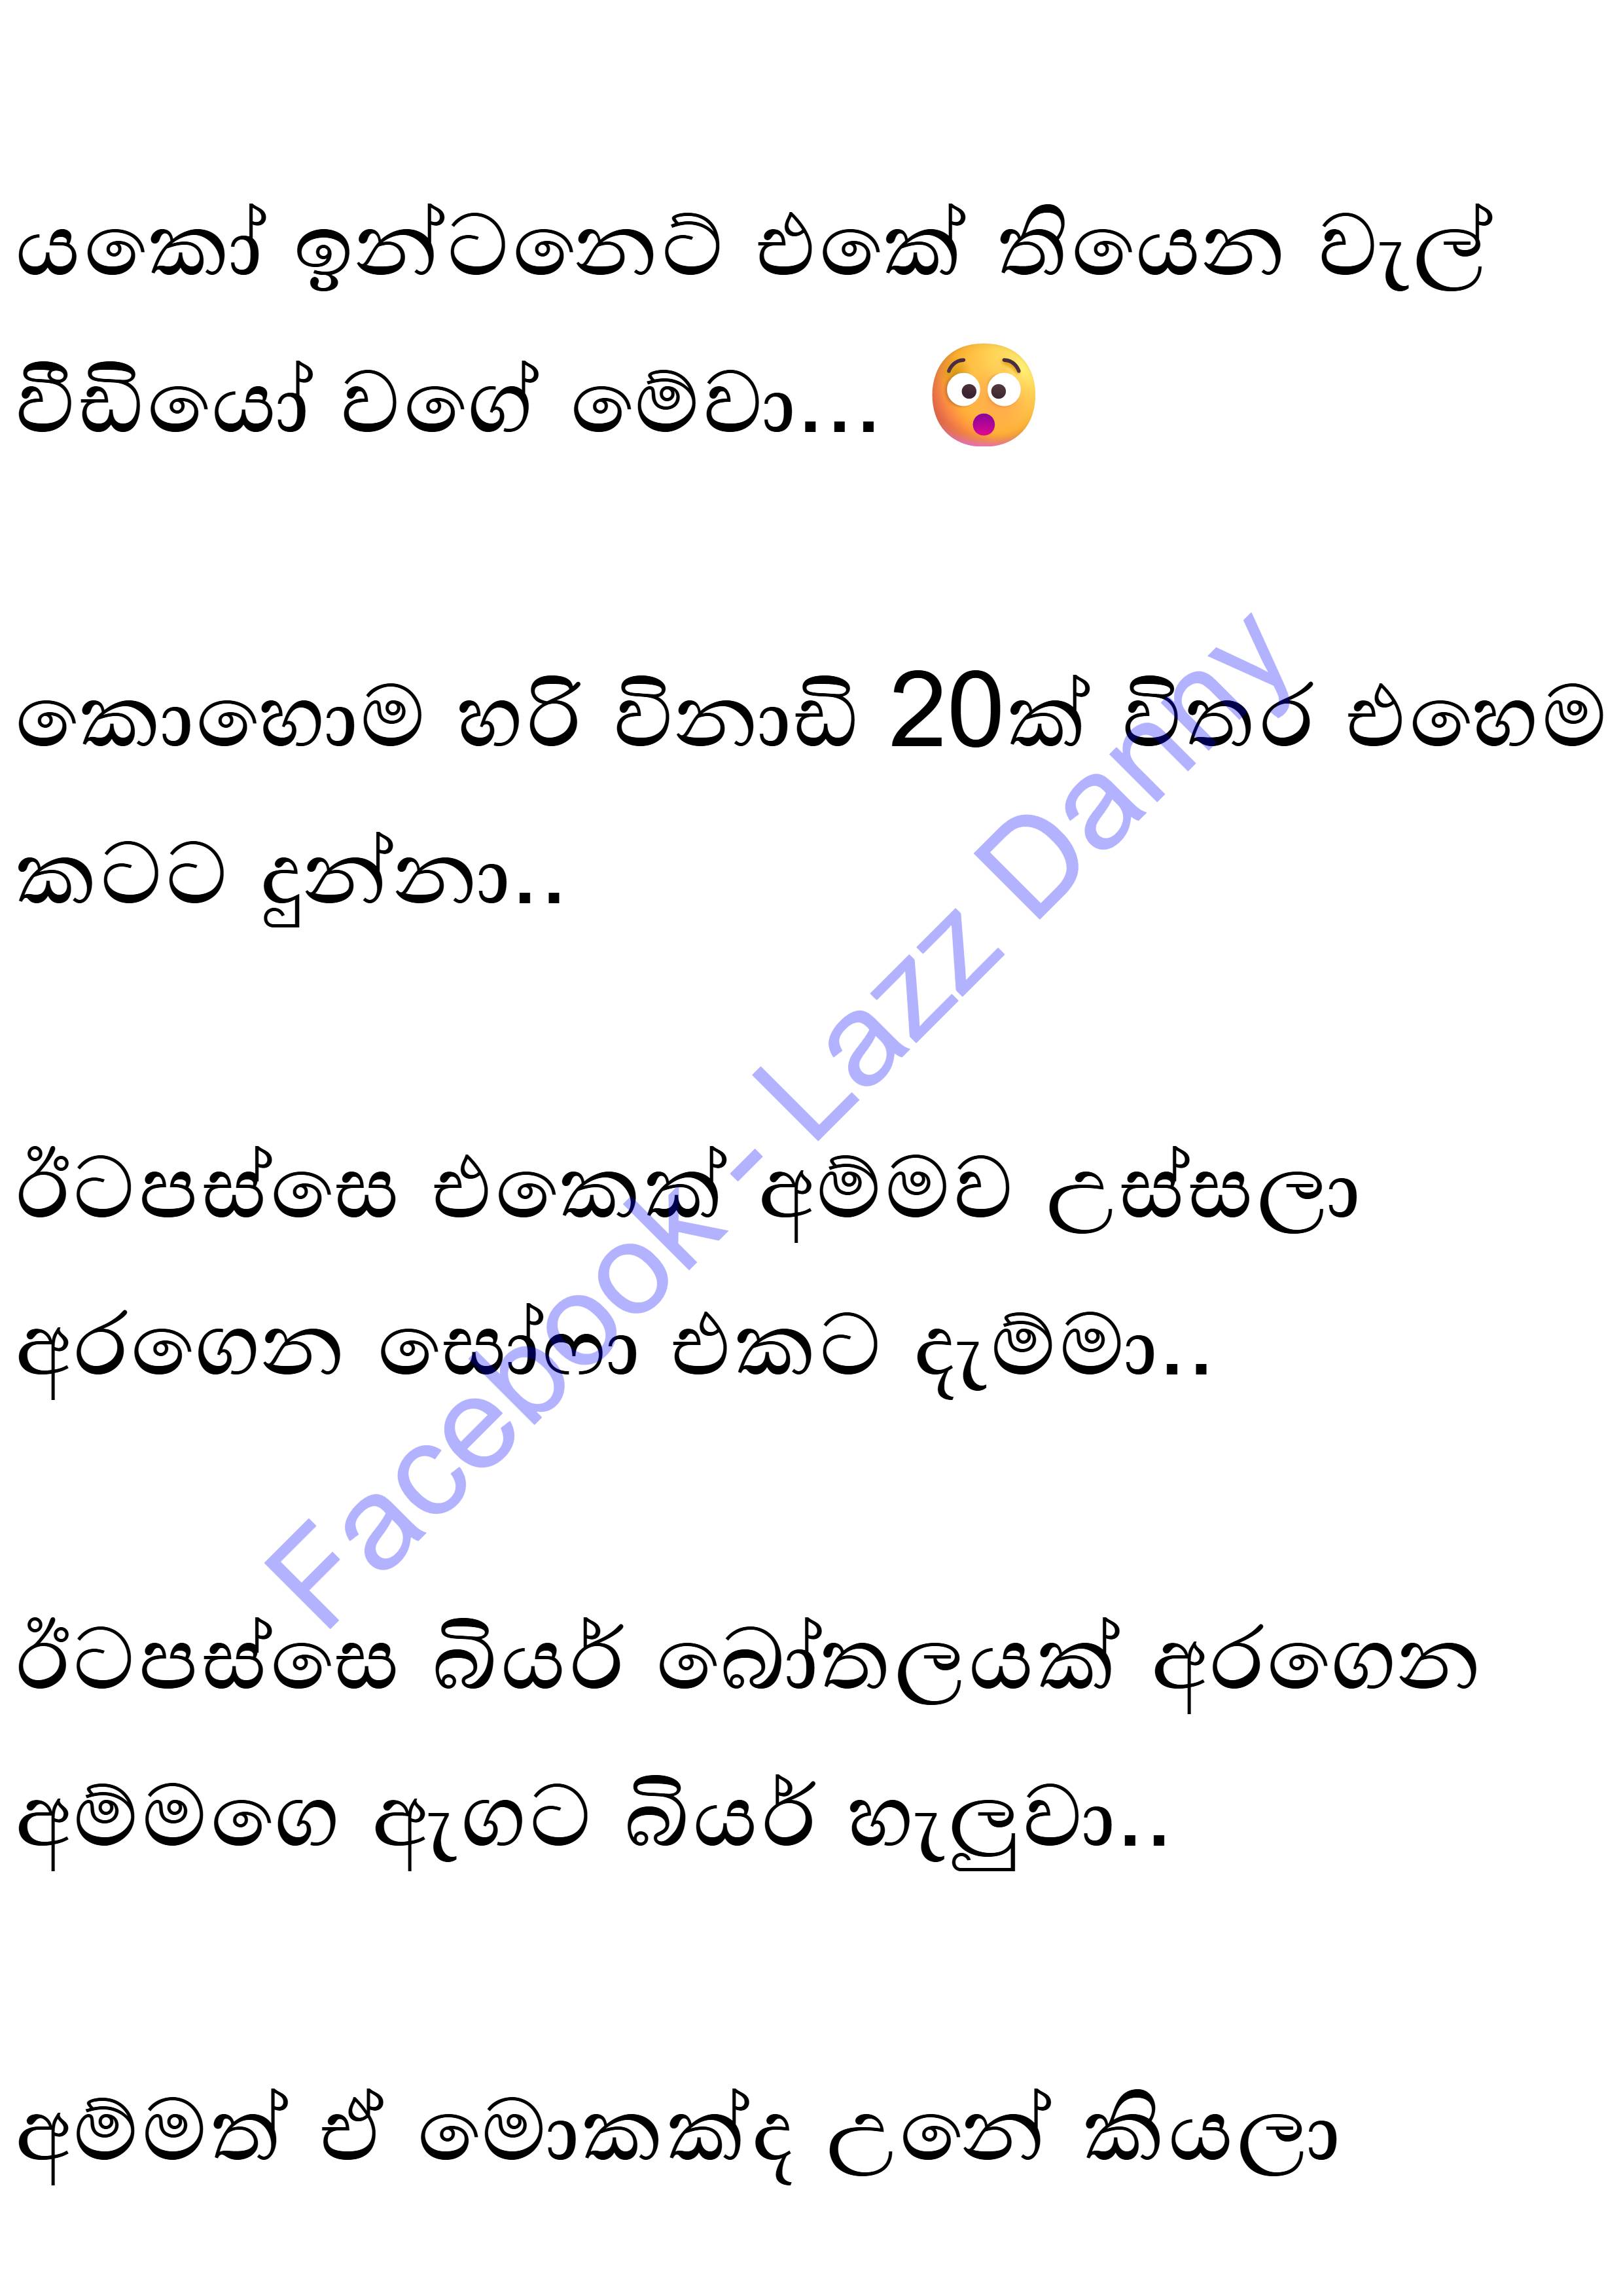 යකෝ ඉන්ටනෙට් එකේ තියෙන වැල්
වීඩියෝ වගේ මේවා... 😲
කොහොම හරි විනාඩි 20ක් විතර එහෙම
කටට දුන්නා..
ඊටපස්සෙ එකෙක් අම්මව උස්සලා
අරගෙන සෝෆා එකට දැම්මා..
ඊටපස්සෙ බියර් බෝතලයක් අරගෙන
අම්මගෙ ඇගට බියර් හැලුවා..
අම්මත් ඒ මොකක්ද උනේ කියලා
Facebook - Lazz Danny